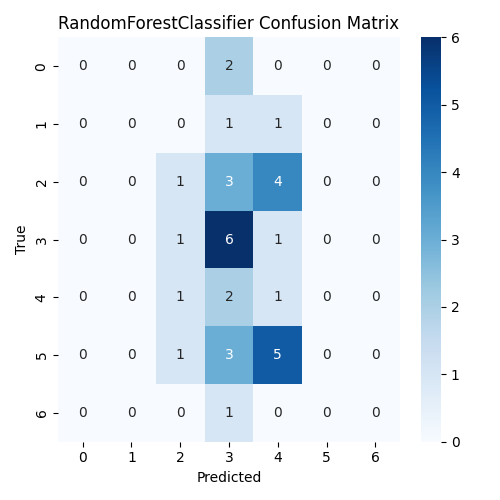 RandomForestClassifier Confusion Matrix
0 0 0 0 2 0 0 0
1 0 0 0 1 1 0 0
2 0 0 1 3 4 0 0
3 0 0 1 6 1 0 0
4 0 0 1 2 1 0 0
5 0 0 1 3 5 0 0
6 0 0 0 1 0 0 0
0 1 2 3 4 5 6
True
Predicted
6
5
4
3
2
1
0